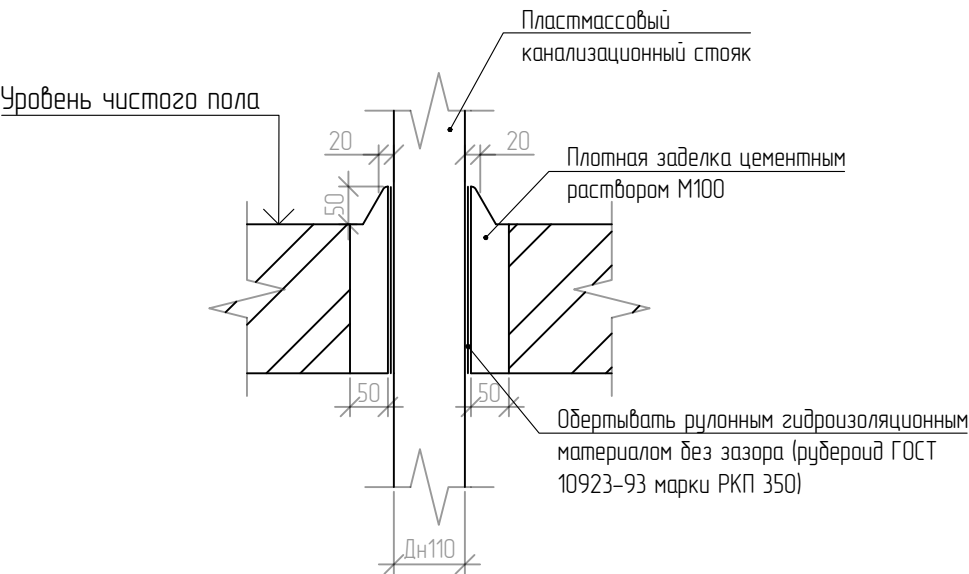 Пластмассовый
канализационный стояк
Уровень чистого пола
20
20
Плотная заделка цементным
раствором М100
50
50
50
Обертывать рулонным гидроизоляционным
материалом без зазора (рубероид ГОСТ
10923-93 марки РКП 350)
Дн110